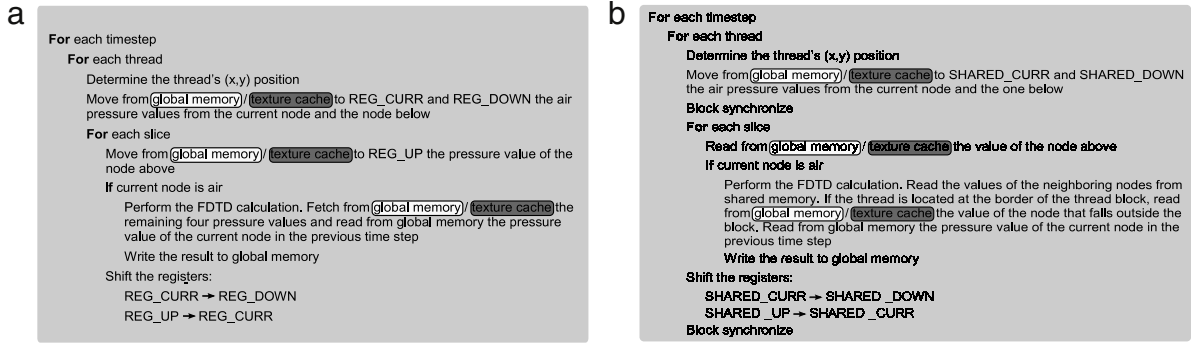 a
For each timestep
For each thread
Determine the thread's (x,y) position
Move from global memory / texture cache to REG_CURR and REG_DOWN the air
pressure values from the current node and the node below
For each slice
Move from global memory / texture cache to REG_UP the pressure value of the
node above
If current node is air
Perform the FDTD calculation. Fetch from global memory / texture cache the
remaining four pressure values and read from global memory the pressure
value of the current node in the previous time step
Write the result to global memory
Shift the registers:
REG_CURR → REG_DOWN
REG_UP → REG_CURR
b
For each timestep
For each thread
Determine the thread's (x,y) position
Move from global memory / texture cache to SHARED_CURR and SHARED_DOWN
the air pressure values from the current node and the one below
Block synchronize
For each slice
Read from global memory / texture cache the value of the node above
If current node is air
Perform the FDTD calculation. Read the values of the neighboring nodes from
shared memory. If the thread is located at the border of the thread block, read
from global memory / texture cache the value of the node that falls outside the
block. Read from global memory the pressure value of the current node in the
previous time step
Write the result to global memory
Shift the registers:
SHARED_CURR → SHARED _DOWN
SHARED _UP → SHARED _CURR
Block synchronize